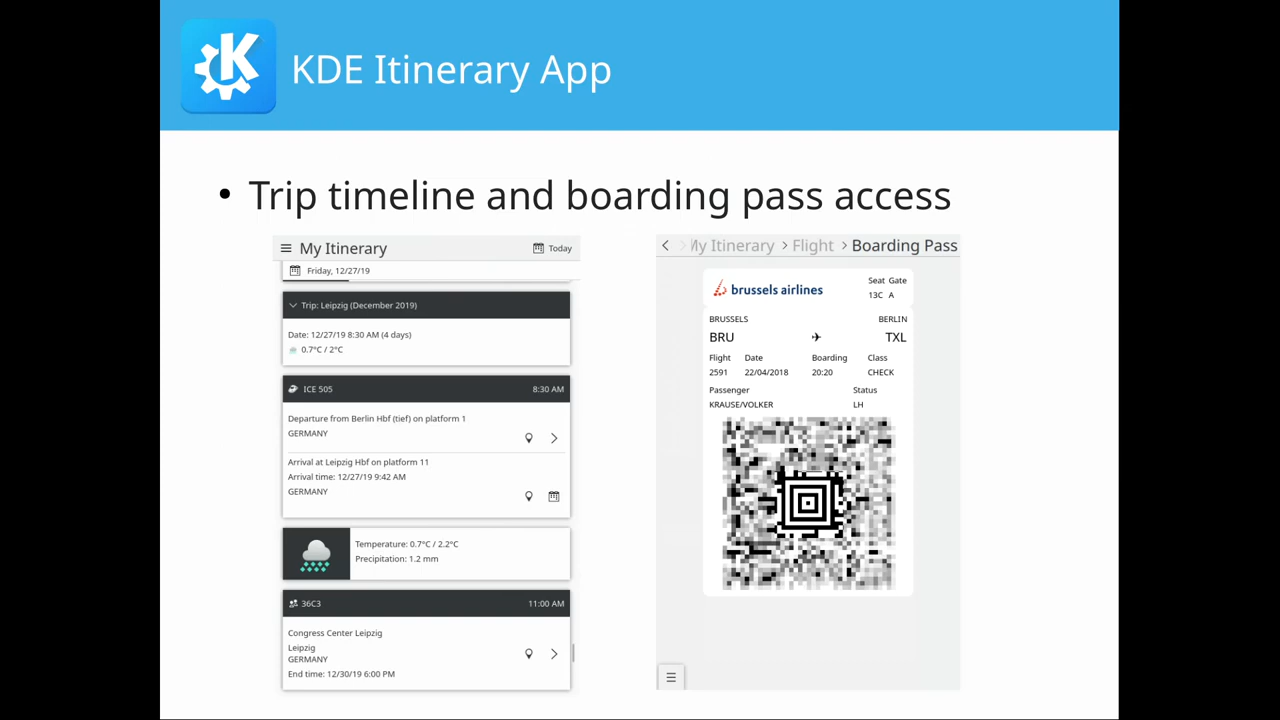 KDE Itinerary App
• Trip timeline and boarding pass access
My Itinerary
Today
Friday, 12/27/19
Trip: Leipzig (December 2019)
Date: 12/27/19 8:30 AM (4 days)
0.7°C / 2°C
ICE 505 8:30 AM
Departure from Berlin Hbf (tief) on platform 1
GERMANY
Arrival at Leipzig Hbf on platform 11
Arrival time: 12/27/19 9:42 AM
GERMANY
Temperature: 0.7°C / 2.2°C
Precipitation: 1.2 mm
36C3 11:00 AM
Congress Center Leipzig
Leipzig
GERMANY
End time: 12/30/19 6:00 PM
My Itinerary > Flight > Boarding Pass
brussels airlines
Seat Gate
13C A
BRUSSELS BERLIN
BRU ✈ TXL
Flight Date Boarding Class
2591 22/04/2018 20:20 CHECK
Passenger Status
KRAUSE/VOLKER LH